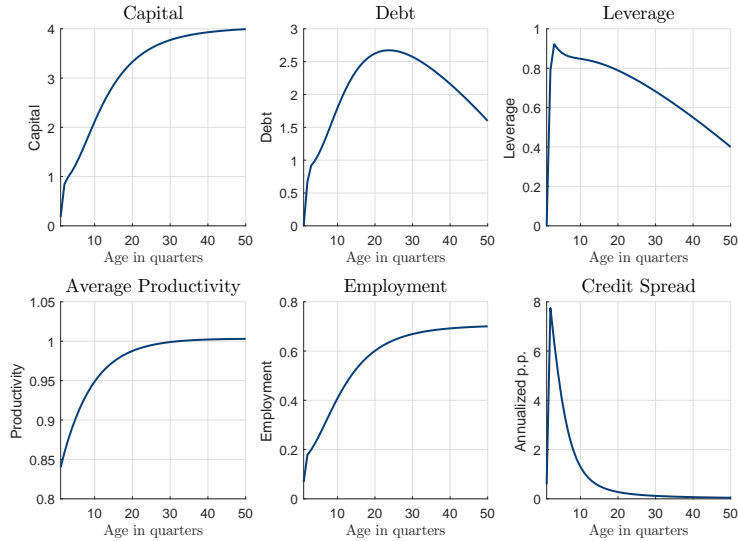 Capital
Debt
Leverage
4
3
2
1
0
Capital
10 20 30 40 50
Age in quarters
3
2.5
2
1.5
1
0.5
0
Debt
10 20 30 40 50
Age in quarters
1
0.8
0.6
0.4
0.2
0
Leverage
10 20 30 40 50
Age in quarters
Average Productivity
Employment
Credit Spread
1.05
1
0.95
0.9
0.85
0.8
Productivity
10 20 30 40 50
Age in quarters
0.8
0.6
0.4
0.2
0
Employment
10 20 30 40 50
Age in quarters
8
6
4
2
0
Annualized p.p.
10 20 30 40 50
Age in quarters